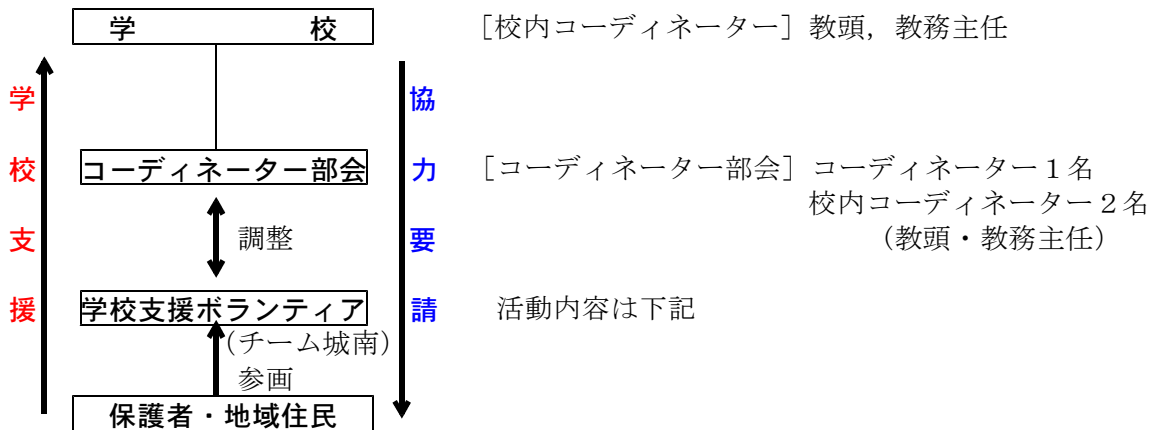 学　　　　　校
［校内コーディネーター］教頭，教務主任
学校支援
協力要請
コーディネーター部会
［コーディネーター部会］コーディネーター１名
校内コーディネーター２名
（教頭・教務主任）
調整
学校支援ボランティア
活動内容は下記
（チーム城南）
参画
保護者・地域住民